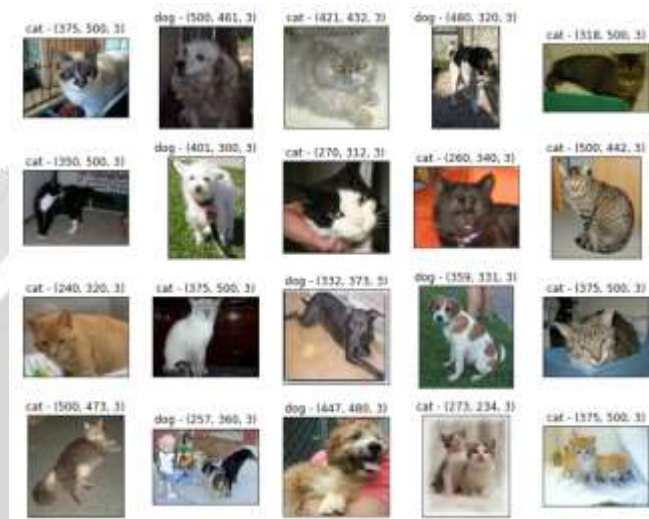 cat - (375, 500, 3)
dog - (500, 461, 3)
cat - (421, 432, 3)
dog - (480, 320, 3)
cat - (318, 500, 3)
cat - (350, 500, 3)
dog - (401, 300, 3)
cat - (270, 312, 3)
cat - (260, 340, 3)
cat - (500, 442, 3)
cat - (240, 320, 3)
cat - (375, 500, 3)
dog - (332, 373, 3)
dog - (359, 331, 3)
cat - (375, 500, 3)
cat - (500, 473, 3)
dog - (257, 360, 3)
dog - (447, 480, 3)
cat - (273, 234, 3)
cat - (375, 500, 3)